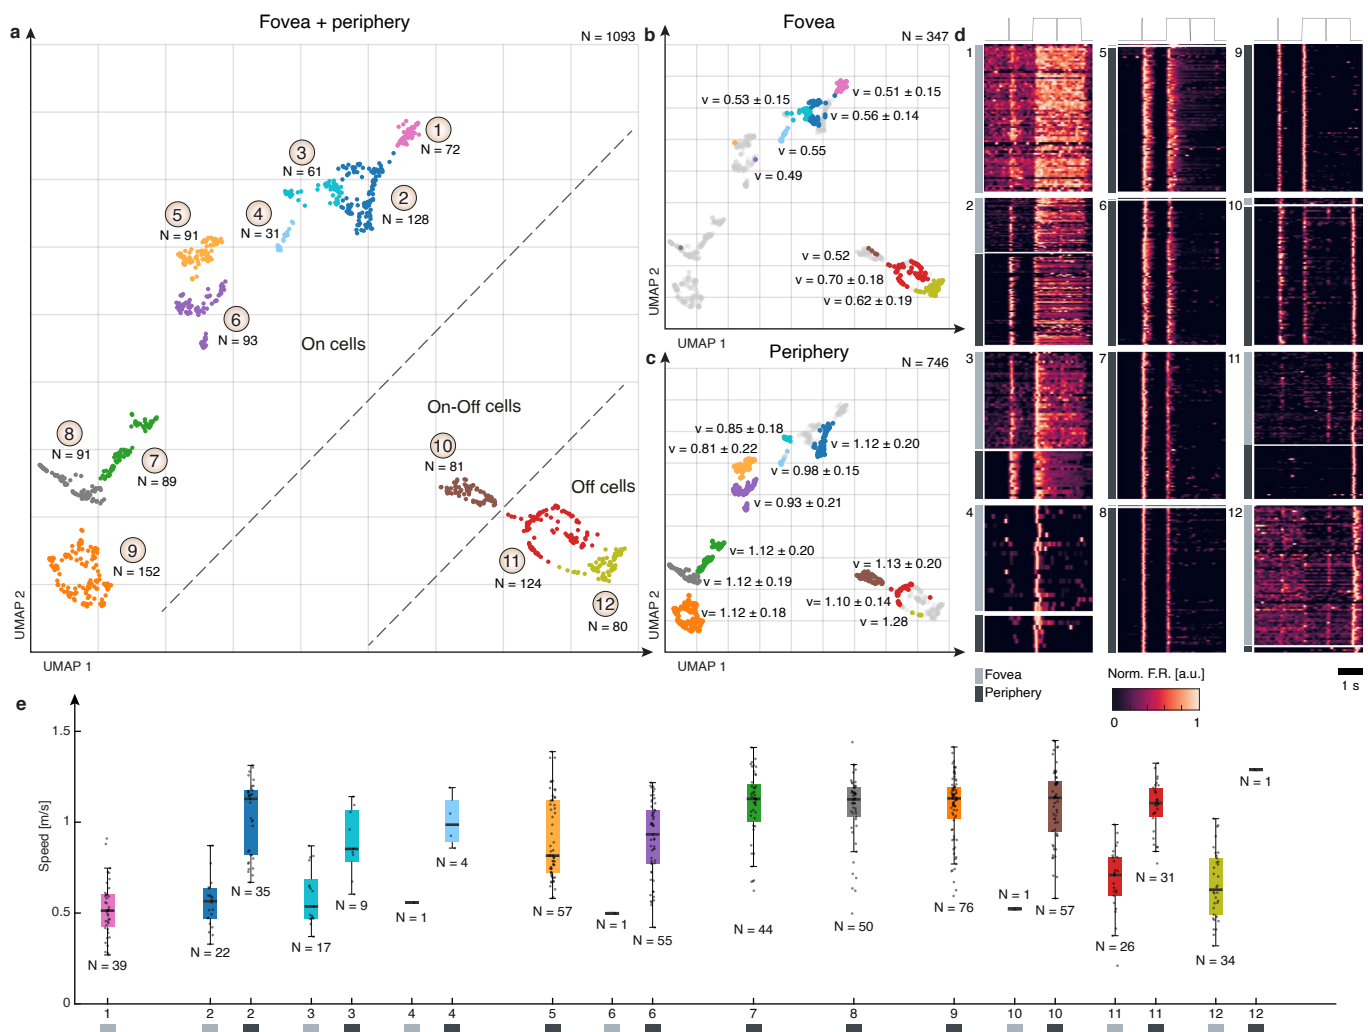 a
Fovea + periphery
N = 1093
1
N = 72
3
N = 61
2
N = 128
4
N = 31
5
N = 91
6
N = 93
On cells
On-Off cells
Off cells
8
N = 91
7
N = 89
9
N = 152
10
N = 81
11
N = 124
12
N = 80
UMAP 2
UMAP 1
b
Fovea
N = 347
v = 0.53 ± 0.15
v = 0.51 ± 0.15
v = 0.56 ± 0.14
v = 0.55
v = 0.49
v = 0.52
v = 0.70 ± 0.18
v = 0.62 ± 0.19
UMAP 2
UMAP 1
c
Periphery
N = 746
v = 0.85 ± 0.18
v = 0.81 ± 0.22
v = 1.12 ± 0.20
v = 0.98 ± 0.15
v = 0.93 ± 0.21
v= 1.12 ± 0.20
v = 1.12 ± 0.19
v= 1.12 ± 0.18
v = 1.13 ± 0.20
v= 1.10 ± 0.14
v = 1.28
UMAP 2
UMAP 1
d
1
5
9
2
6
10
3
7
11
4
8
12
Fovea
Periphery
Norm. F.R. [a.u.]
0
1
1 s
e
Speed [m/s]
1.5
1
0.5
0
N = 39
N = 22
N = 35
N = 17
N = 9
N = 1
N = 4
N = 57
N = 1
N = 55
N = 44
N = 50
N = 76
N = 1
N = 57
N = 26
N = 31
N = 34
N = 1
1 2 2 3 3 4 4 5 6 6 7 8 9 10 10 11 11 12 12